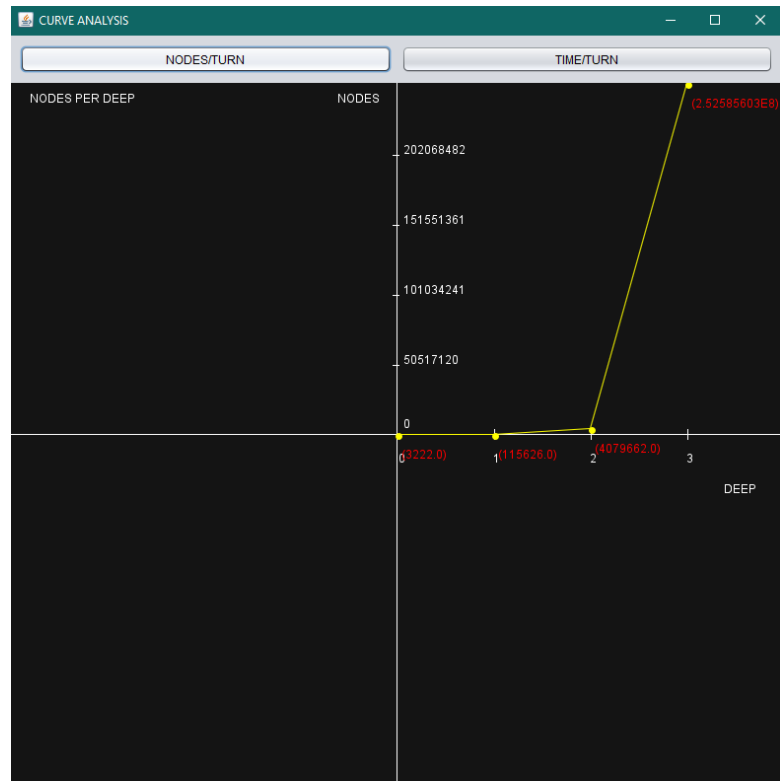 CURVE ANALYSIS
NODES/TURN TIME/TURN
NODES PER DEEP NODES
(2.52585603E8)
202068482
151551361
101034241
50517120
0
0 (3222.0) 1 (115626.0) 2 (4079662.0) 3
DEEP